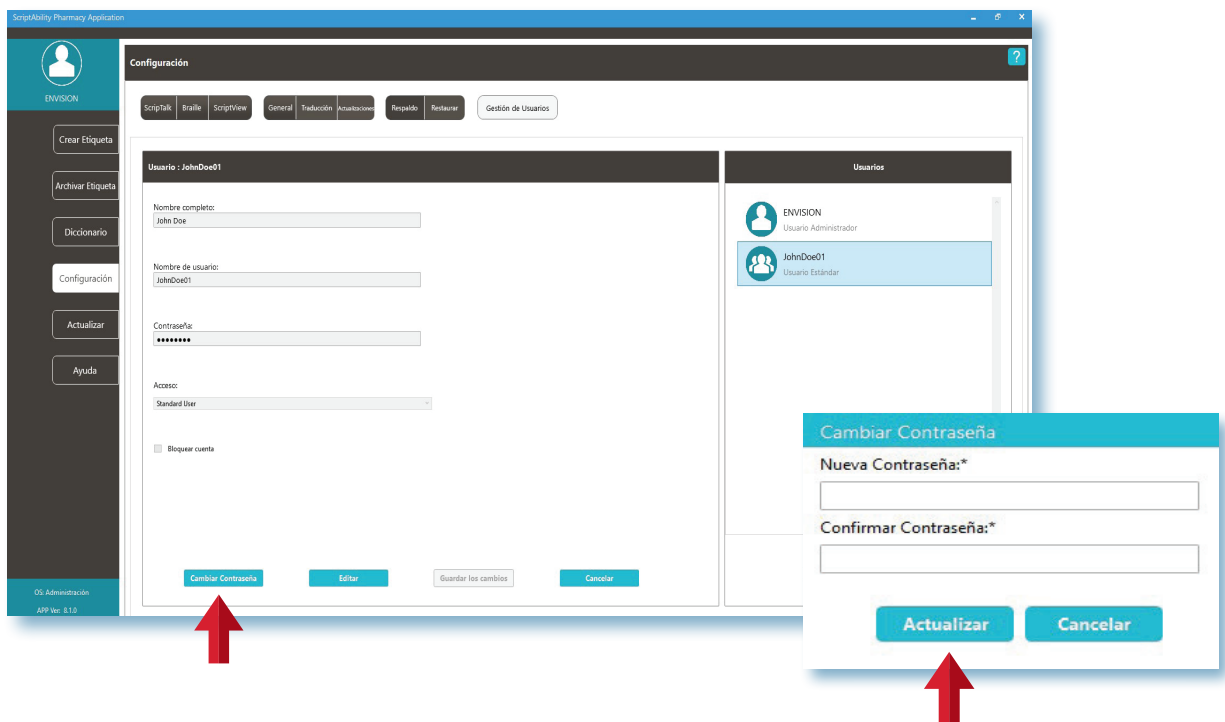 ScriptAbility Pharmacy Application
ENVISION
Crear Etiqueta
Archivar Etiqueta
Diccionario
Configuración
Actualizar
Ayuda
OS: Administración
APP Ver: 8.1.0
Configuración
?
ScripTalk Braille ScriptView General Traducción Actualizaciones Respaldo Restaurar Gestión de Usuarios
Usuario : JohnDoe01
Nombre completo:
John Doe
Nombre de usuario:
JohnDoe01
Contraseña:
••••••••
Acceso:
Standard User
Bloquear cuenta
Cambiar Contraseña Editar Guardar los cambios Cancelar
Usuarios
ENVISION
Usuario Administrador
JohnDoe01
Usuario Estándar
Cambiar Contraseña
Nueva Contraseña:*
Confirmar Contraseña:*
Actualizar Cancelar